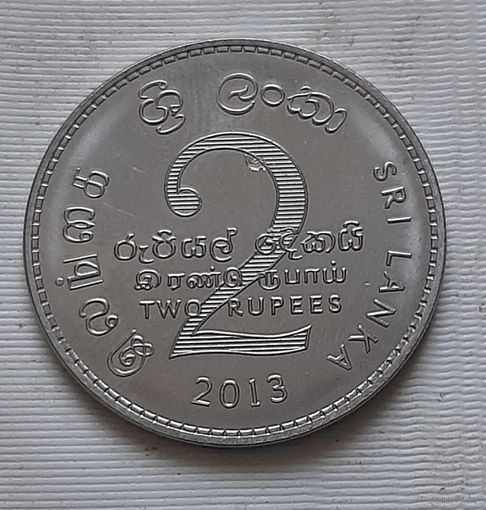 ශ්‍රී ලංකා
இலங்கை
SRI LANKA
2
රුපියල් දෙකයි
இரண்டு ரூபாய்
TWO RUPEES
2013